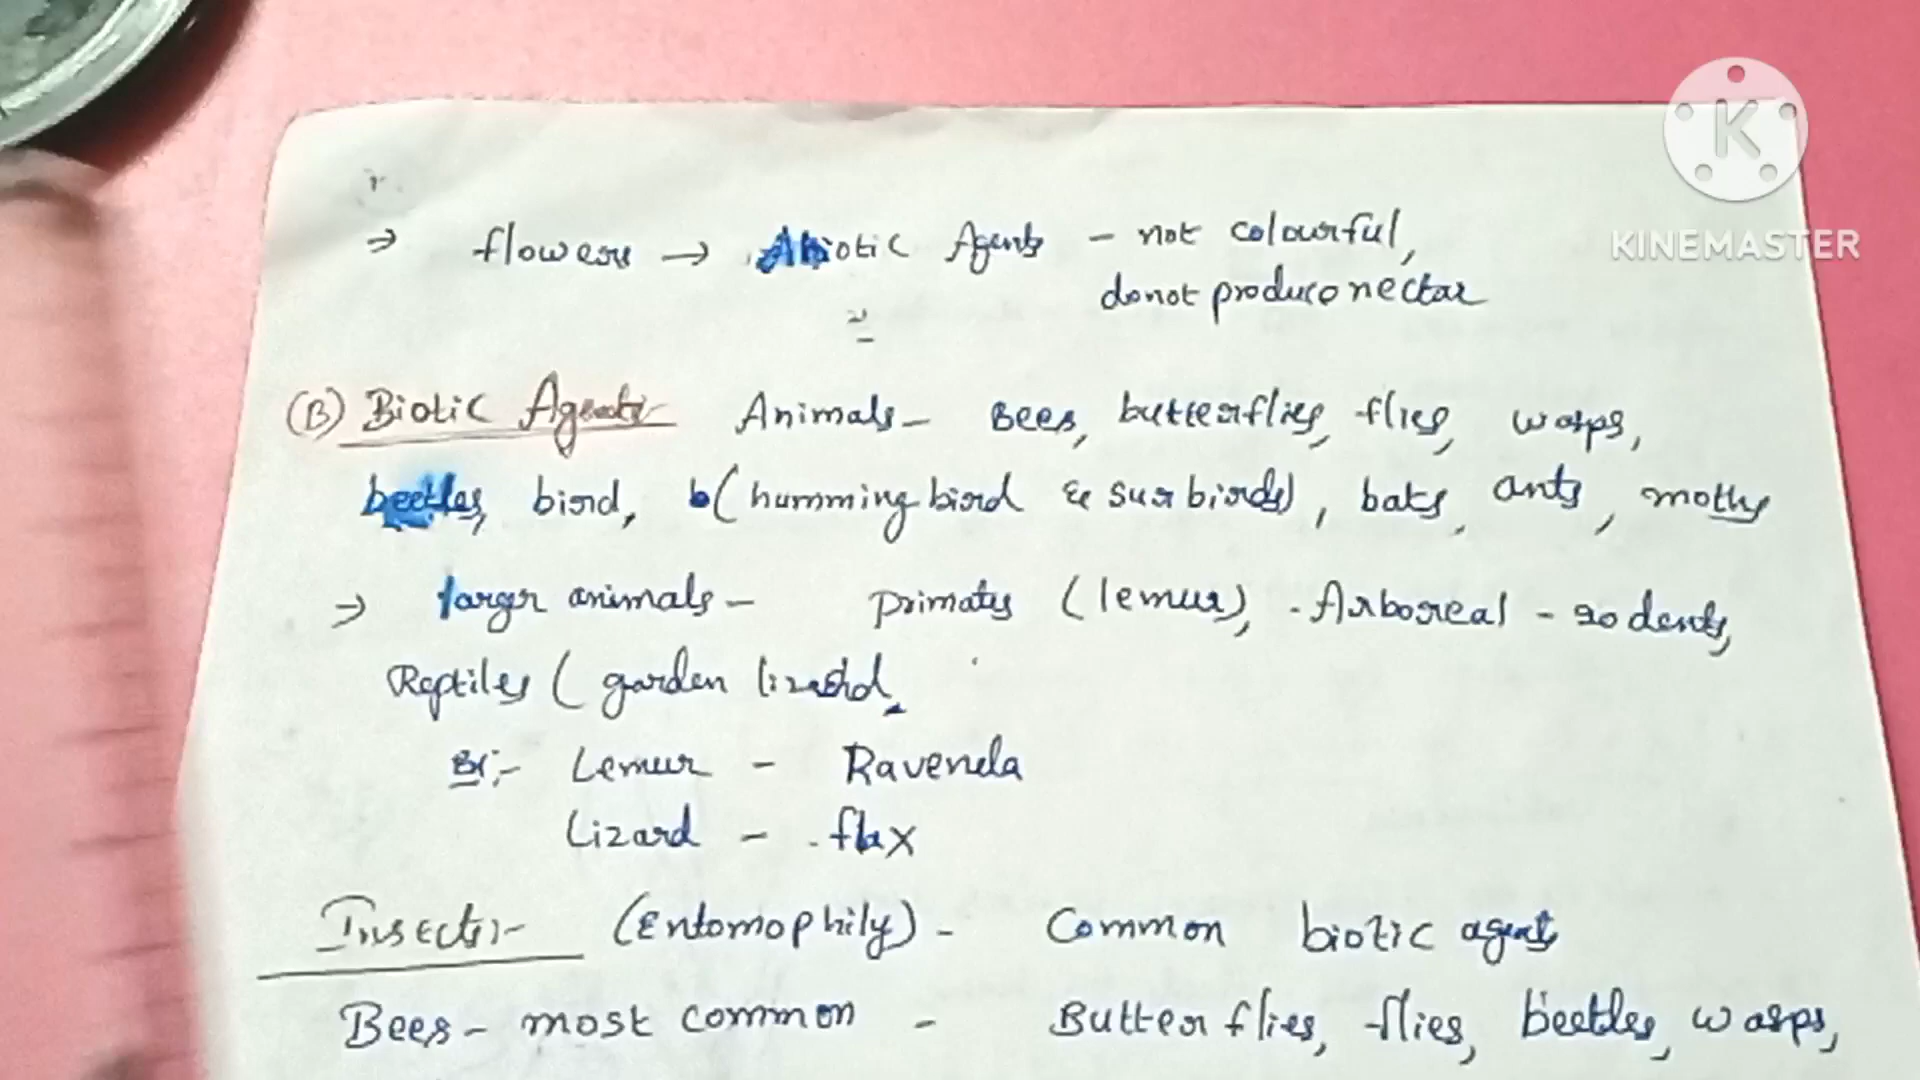 ⇒ flowers → Abiotic Agents – not colourful,
donot produce nectar
(B) Biotic Agents Animals – Bees, butterflies, flies, wasps,
beetles, bird, b(humming bird & sur birds), bats, ants, moths
⇒ larger animals – Primates (lemur), Arboreal – rodents,
Reptiles (garden lizard,
Lemur – Ravenela
Lizard – flax
Insects:- (Entomophily) – Common biotic agent
Bees – most common – Butterflies, flies, beetles, wasps,
K
KINEMASTER